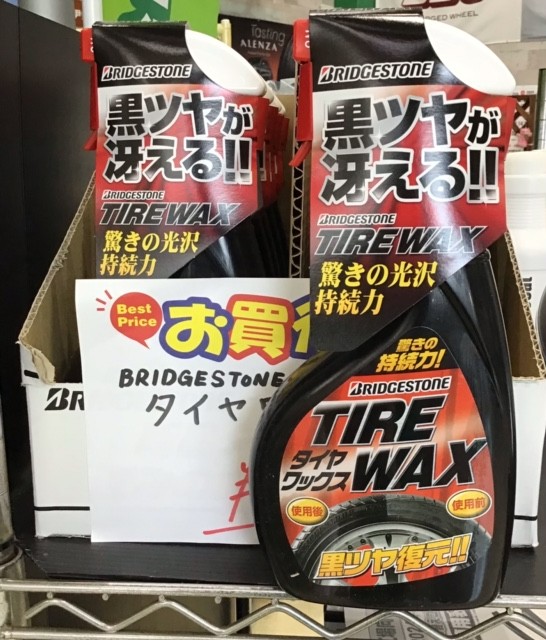 Tasting
ALENZA
BRIDGESTONE
黒ツヤが
冴える!!
BRIDGESTONE
TIRE WAX
驚きの光沢
持続力
BRIDGESTONE
黒ツヤが
冴える!!
BRIDGESTONE
TIRE WAX
驚きの光沢
持続力
Best
Price
お買
BRIDGESTONE
タイヤ
¥
BR
驚きの
持続力!
BRIDGESTONE
TIRE
タイヤ
ワックス
WAX
使用後
使用前
黒ツヤ復元!!